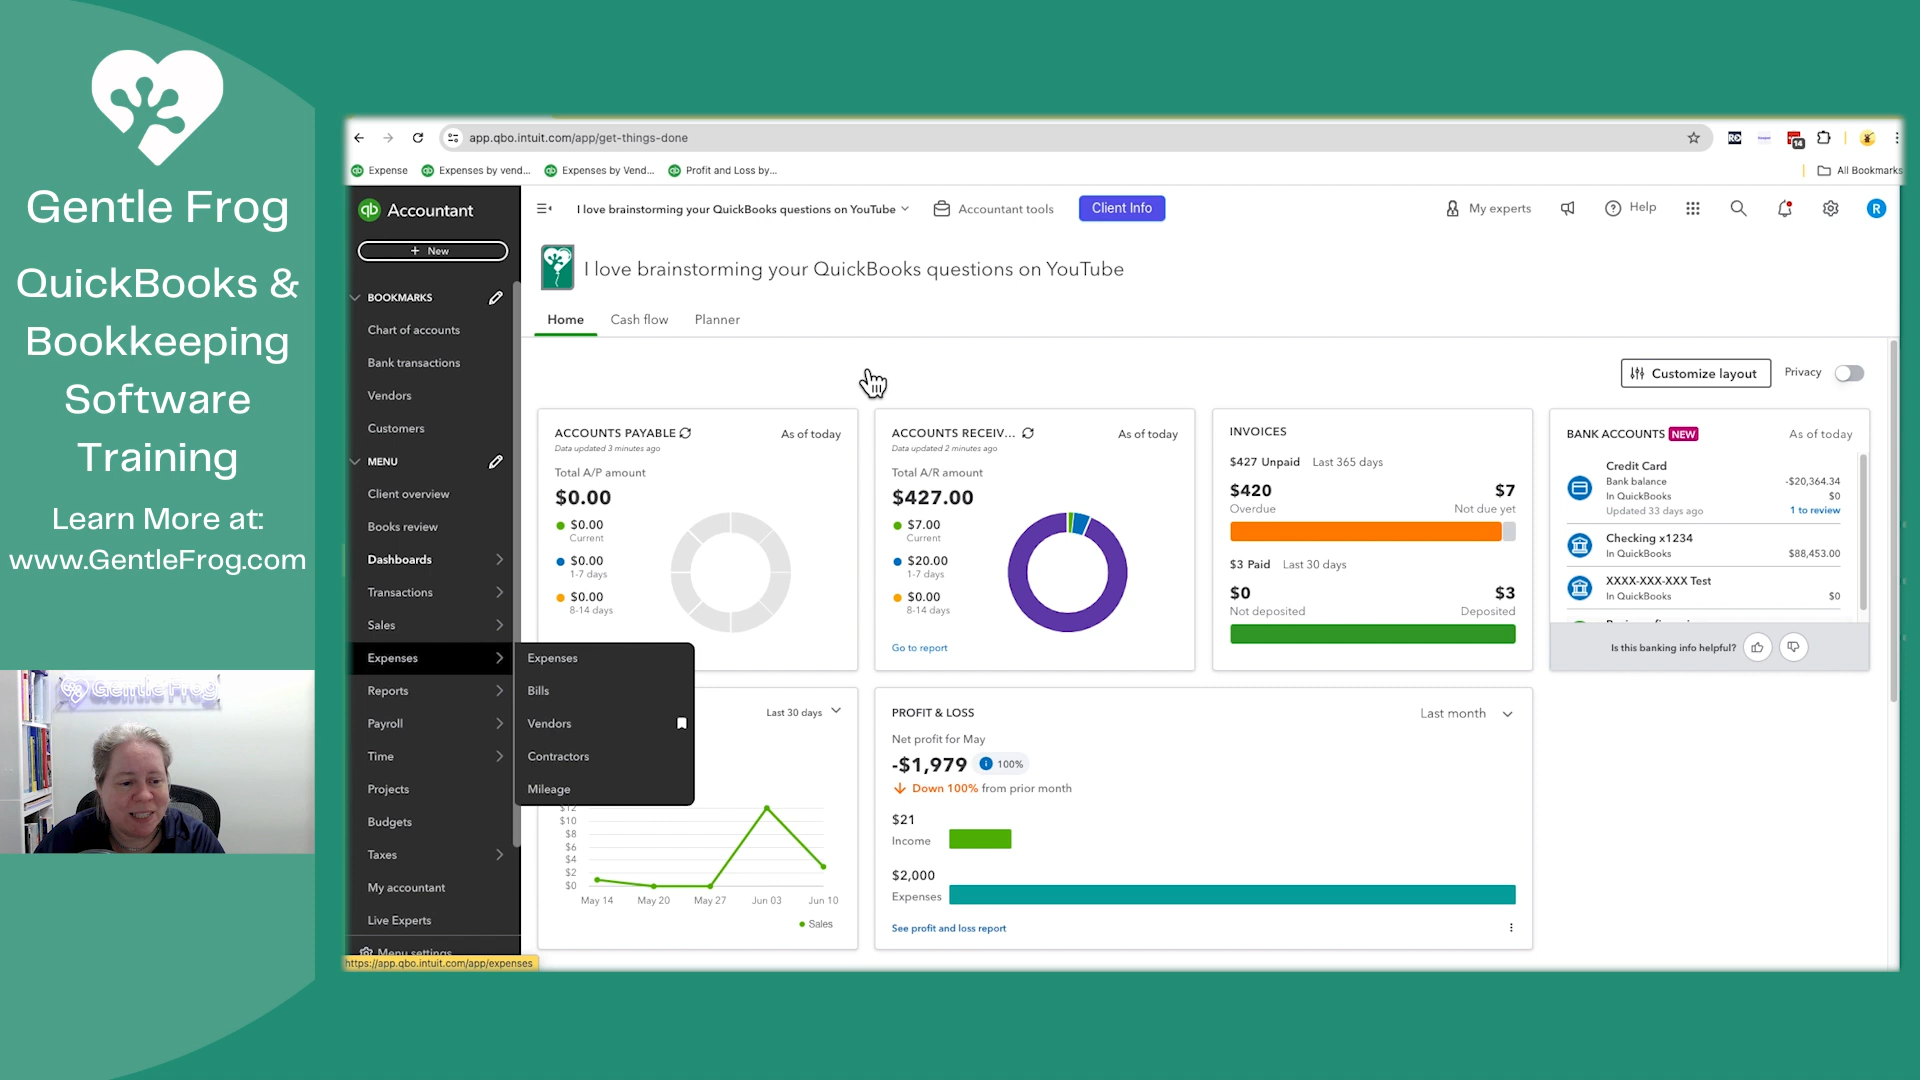 Gentle Frog
QuickBooks &
Bookkeeping
Software
Training
Learn More at:
www.GentleFrog.com
Gentle Frog
app.qbo.intuit.com/app/get-things-done
14
Expense
Expenses by vend...
Expenses by Vend...
Profit and Loss by...
All Bookmarks
qb Accountant
+ New
BOOKMARKS
Chart of accounts
Bank transactions
Vendors
Customers
MENU
Client overview
Books review
Dashboards
Transactions
Sales
Expenses
Reports
Payroll
Time
Projects
Budgets
Taxes
My accountant
Live Experts
Menu settings
https://app.qbo.intuit.com/app/expenses
Expenses
Bills
Vendors
Contractors
Mileage
I love brainstorming your QuickBooks questions on YouTube
Accountant tools
Client Info
My experts
Help
R
I love brainstorming your QuickBooks questions on YouTube
Home
Cash flow
Planner
Customize layout
Privacy
ACCOUNTS PAYABLE
As of today
Data updated 3 minutes ago
Total A/P amount
$0.00
$0.00
Current
$0.00
1-7 days
$0.00
8-14 days
ACCOUNTS RECEIV...
As of today
Data updated 2 minutes ago
Total A/R amount
$427.00
$7.00
Current
$20.00
1-7 days
$0.00
8-14 days
Go to report
INVOICES
$427 Unpaid Last 365 days
$420 $7
Overdue Not due yet
$3 Paid Last 30 days
$0 $3
Not deposited Deposited
BANK ACCOUNTS NEW
As of today
Credit Card
Bank balance -$20,364.34
In QuickBooks $0
Updated 33 days ago 1 to review
Checking x1234
In QuickBooks $88,453.00
XXXX-XXX-XXX Test
In QuickBooks $0
Is this banking info helpful?
Last 30 days
$12
$10
$8
$6
$4
$2
$0
May 14 May 20 May 27 Jun 03 Jun 10
Sales
PROFIT & LOSS
Last month
Net profit for May
-$1,979 100%
Down 100% from prior month
$21
Income
$2,000
Expenses
See profit and loss report